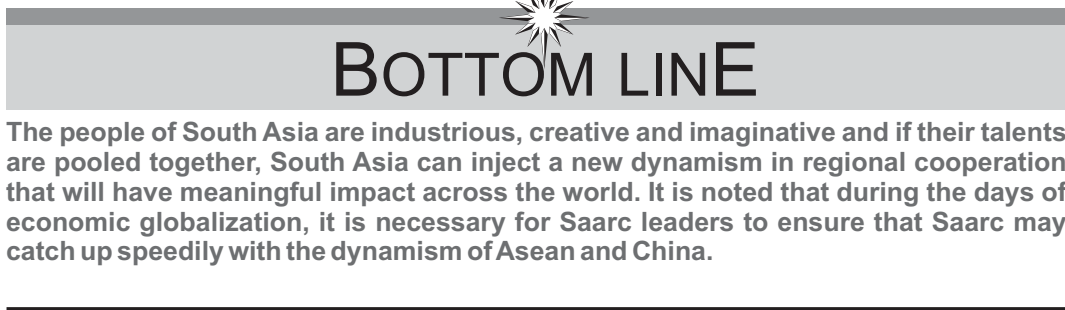 BOTTOM LINE
The people of South Asia are industrious, creative and imaginative and if their talents
are pooled together, South Asia can inject a new dynamism in regional cooperation
that will have meaningful impact across the world. It is noted that during the days of
economic globalization, it is necessary for Saarc leaders to ensure that Saarc may
catch up speedily with the dynamism of Asean and China.